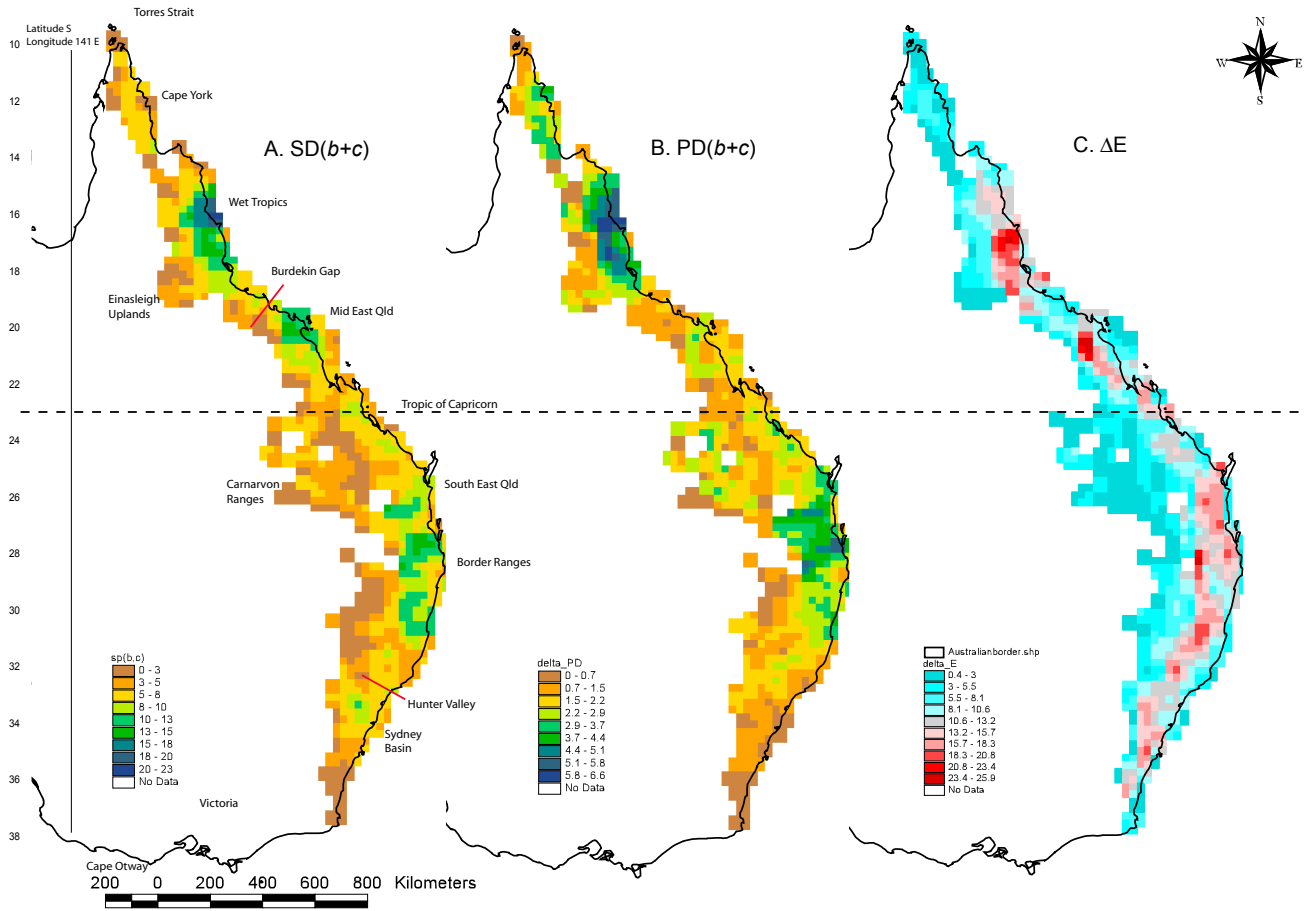 Torres Strait
Latitude S
Longitude 141 E
10
12
14
16
18
20
22
24
26
28
30
32
34
36
38
Cape York
A. SD(b+c)
Wet Tropics
Burdekin Gap
Einasleigh
Uplands
Mid East Qld
Tropic of Capricorn
Carnarvon
Ranges
South East Qld
Border Ranges
Hunter Valley
Sydney
Basin
Victoria
Cape Otway
sp(b,c)
0 - 3
3 - 5
5 - 8
8 - 10
10 - 13
13 - 15
15 - 18
18 - 20
20 - 23
No Data
200 0 200 400 600 800 Kilometers
B. PD(b+c)
delta_PD
0 - 0.7
0.7 - 1.5
1.5 - 2.2
2.2 - 2.9
2.9 - 3.7
3.7 - 4.4
4.4 - 5.1
5.1 - 5.8
5.8 - 6.6
No Data
C. ΔE
Australianborder.shp
delta_E
0.4 - 3
3 - 5.5
5.5 - 8.1
8.1 - 10.6
10.6 - 13.2
13.2 - 15.7
15.7 - 18.3
18.3 - 20.8
20.8 - 23.4
23.4 - 25.9
No Data
N
W E
S